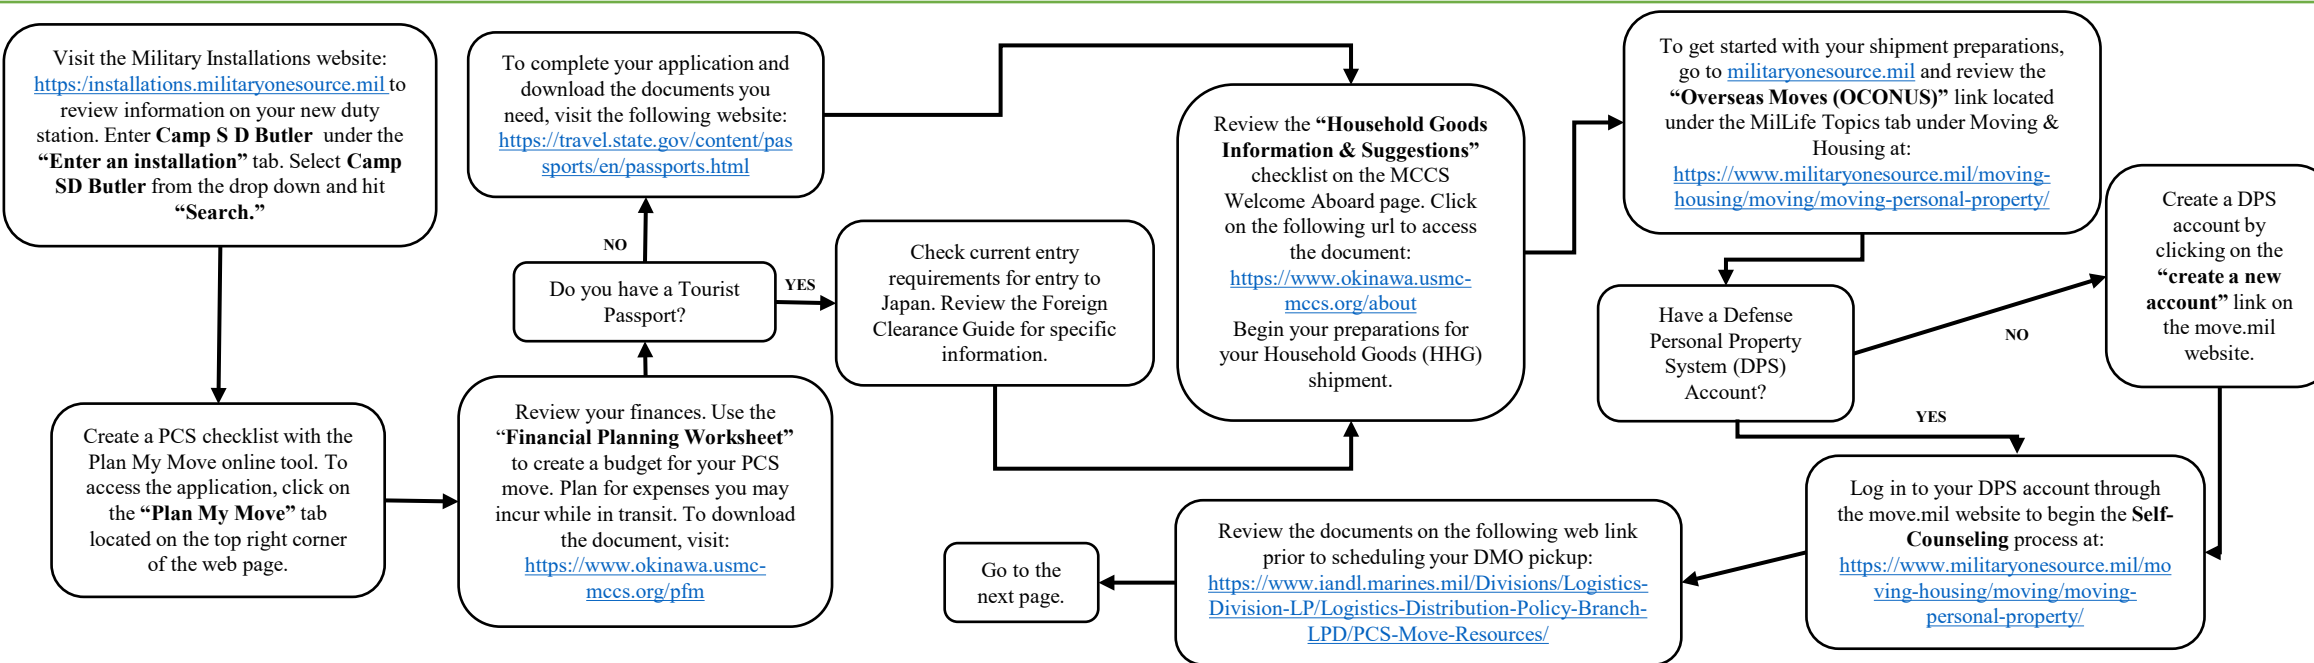 Visit the Military Installations website:
https:/installations.militaryonesource.mil to
review information on your new duty
station. Enter Camp S D Butler under the
“Enter an installation” tab. Select Camp
SD Butler from the drop down and hit
“Search.”
Create a PCS checklist with the
Plan My Move online tool. To
access the application, click on
the “Plan My Move” tab
located on the top right corner
of the web page.
Review your finances. Use the
“Financial Planning Worksheet”
to create a budget for your PCS
move. Plan for expenses you may
incur while in transit. To download
the document, visit:
https://www.okinawa.usmc-
mccs.org/pfm
Do you have a Tourist
Passport?
NO
YES
To complete your application and
download the documents you
need, visit the following website:
https://travel.state.gov/content/pas
sports/en/passports.html
Check current entry
requirements for entry to
Japan. Review the Foreign
Clearance Guide for specific
information.
Review the “Household Goods
Information & Suggestions”
checklist on the MCCS
Welcome Aboard page. Click
on the following url to access
the document:
https://www.okinawa.usmc-
mccs.org/about
Begin your preparations for
your Household Goods (HHG)
shipment.
To get started with your shipment preparations,
go to militaryonesource.mil and review the
“Overseas Moves (OCONUS)” link located
under the MilLife Topics tab under Moving &
Housing at:
https://www.militaryonesource.mil/moving-
housing/moving/moving-personal-property/
Have a Defense
Personal Property
System (DPS)
Account?
NO
YES
Create a DPS
account by
clicking on the
“create a new
account” link on
the move.mil
website.
Log in to your DPS account through
the move.mil website to begin the Self-
Counseling process at:
https://www.militaryonesource.mil/mo
ving-housing/moving/moving-
personal-property/
Review the documents on the following web link
prior to scheduling your DMO pickup:
https://www.iandl.marines.mil/Divisions/Logistics-
Division-LP/Logistics-Distribution-Policy-Branch-
LPD/PCS-Move-Resources/
Go to the
next page.